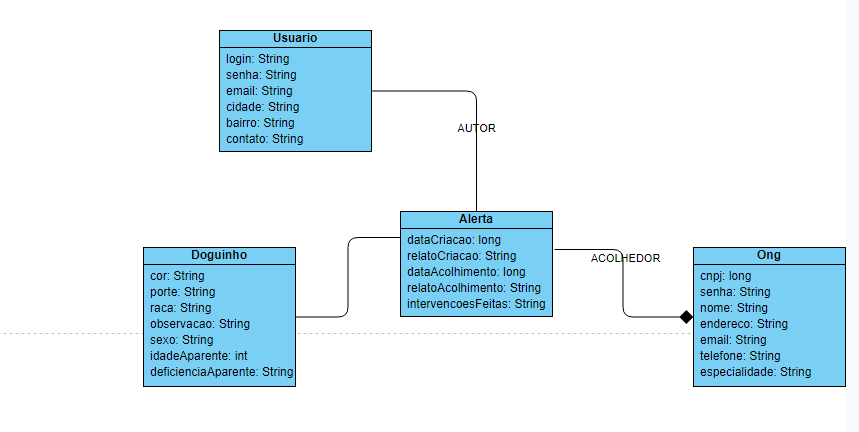 Usuario
login: String
senha: String
email: String
cidade: String
bairro: String
contato: String
AUTOR
Alerta
dataCriacao: long
relatoCriacao: String
dataAcolhimento: long
relatoAcolhimento: String
intervencoesFeitas: String
Doguinho
cor: String
porte: String
raca: String
observacao: String
sexo: String
idadeAparente: int
deficienciaAparente: String
ACOLHEDOR
Ong
cnpj: long
senha: String
nome: String
endereco: String
email: String
telefone: String
especialidade: String